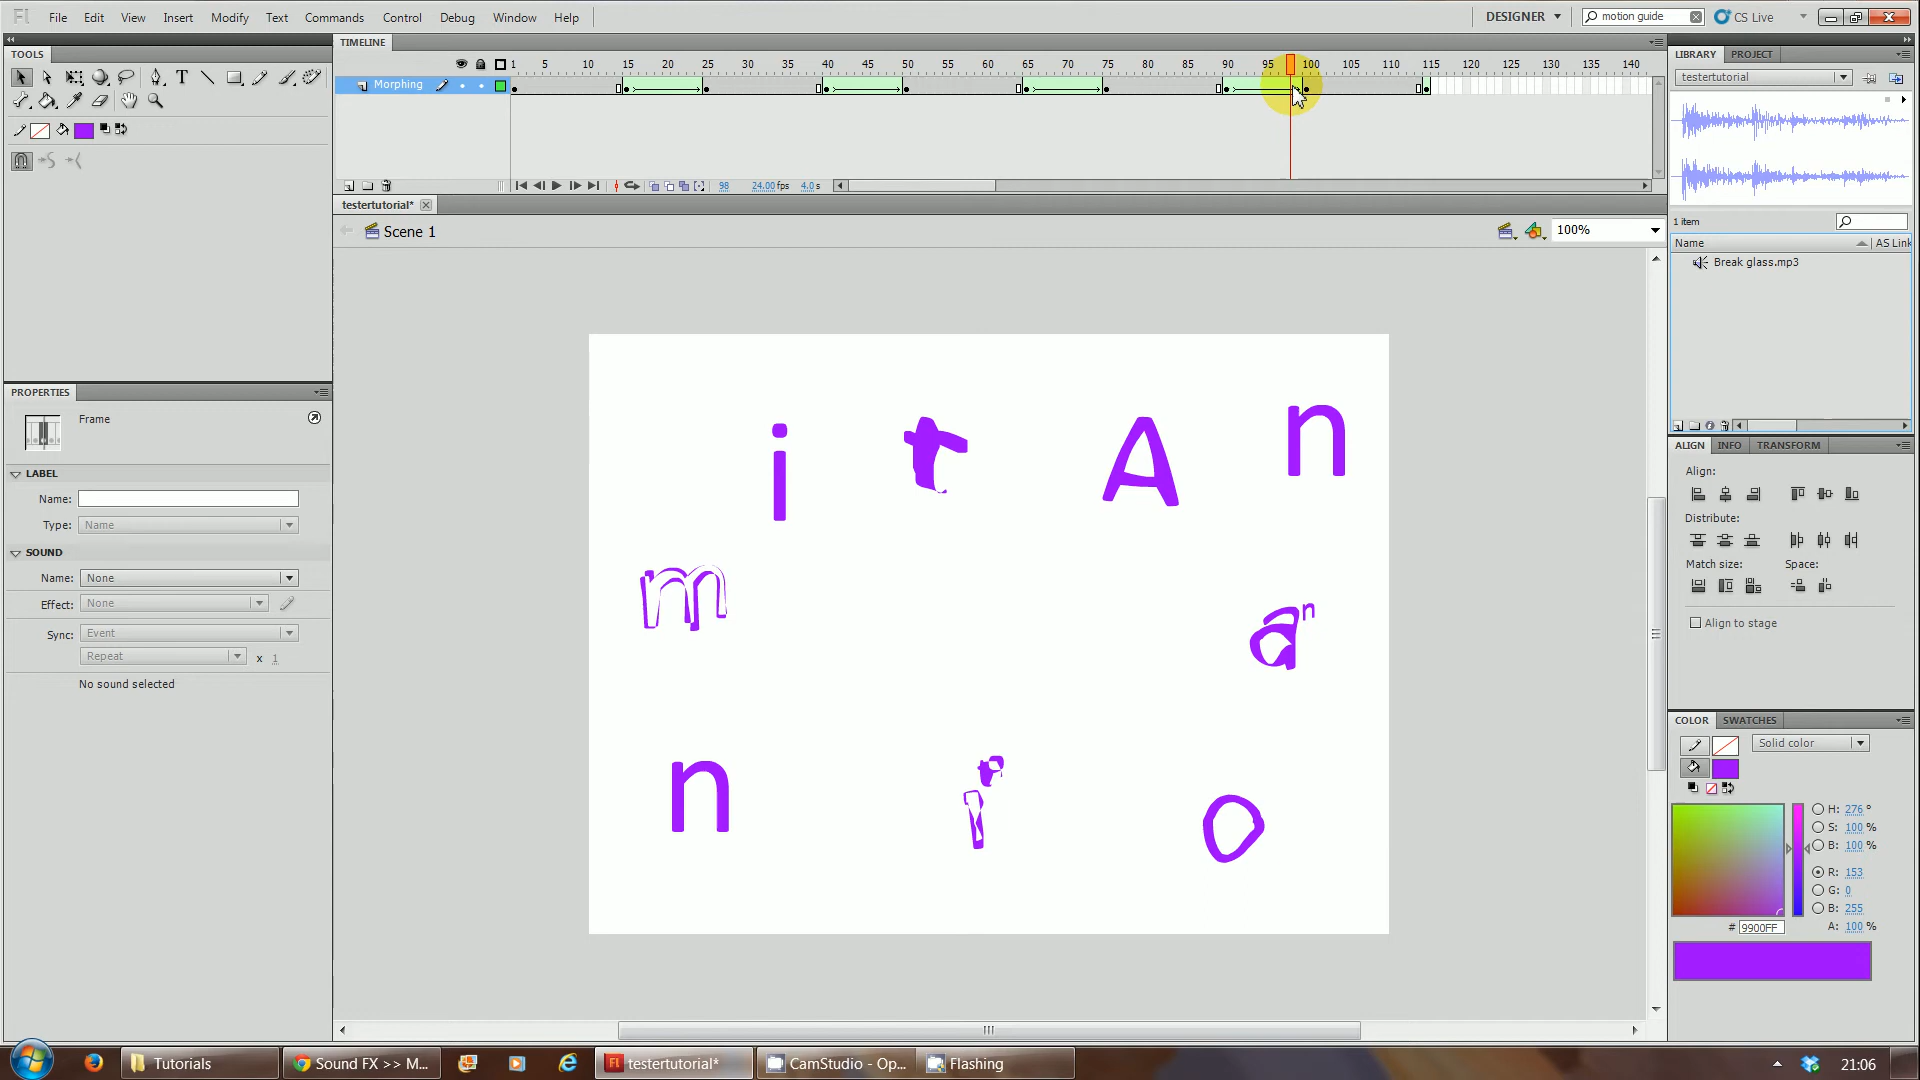 Fl File Edit View Insert Modify Text Commands Control Debug Window Help DESIGNER motion guide CS Live
TOOLS TIMELINE LIBRARY PROJECT
1 5 10 15 20 25 30 35 40 45 50 55 60 65 70 75 80 85 90 95 100 105 110 115 120 125 130 135 140
testertutorial
Morphing
98 24.00 fps 4.0 s
testertutorial*
Scene 1
100%
1 item
Name AS Link
Break glass.mp3
PROPERTIES
Frame
LABEL
Name:
Type: Name
SOUND
Name: None
Effect: None
Sync: Event
Repeat x 1
No sound selected
i t A n
m
a n
n i r o
ALIGN INFO TRANSFORM
Align:
Distribute:
Match size: Space:
Align to stage
COLOR SWATCHES
Solid color
H: 276 °
S: 100 %
B: 100 %
R: 153
G: 0
B: 255
# 9900FF A: 100 %
Tutorials Sound FX >> M... Fl testertutorial* CamStudio - Op... Flashing 21:06